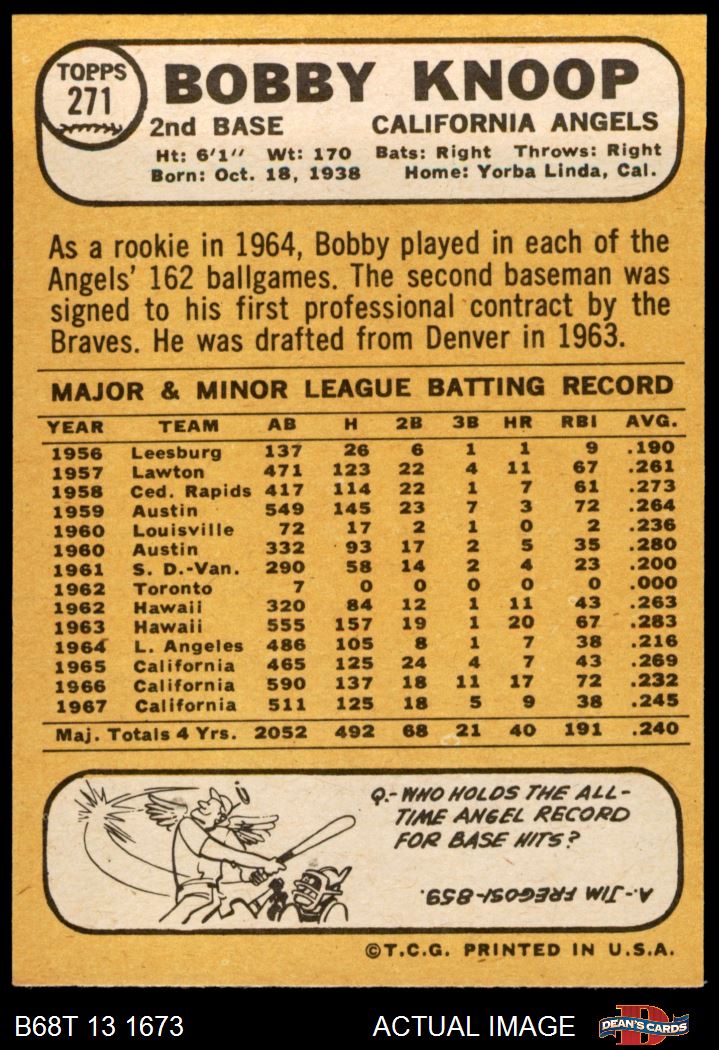 TOPPS
271
BOBBY KNOOP
2nd BASE CALIFORNIA ANGELS
Ht: 6'1" Wt: 170 Bats: Right Throws: Right
Born: Oct. 18, 1938 Home: Yorba Linda, Cal.
As a rookie in 1964, Bobby played in each of the
Angels' 162 ballgames. The second baseman was
signed to his first professional contract by the
Braves. He was drafted from Denver in 1963.
MAJOR & MINOR LEAGUE BATTING RECORD
YEAR TEAM AB H 2B 3B HR RBI AVG.
1956 Leesburg 137 26 6 1 1 9 .190
1957 Lawton 471 123 22 4 11 67 .261
1958 Ced. Rapids 417 114 22 1 7 61 .273
1959 Austin 549 145 23 7 3 72 .264
1960 Louisville 72 17 2 1 0 2 .236
1960 Austin 332 93 17 2 5 35 .280
1961 S. D.-Van. 290 58 14 2 4 23 .200
1962 Toronto 7 0 0 0 0 0 .000
1962 Hawaii 320 84 12 1 11 43 .263
1963 Hawaii 555 157 19 1 20 67 .283
1964 L. Angeles 486 105 8 1 7 38 .216
1965 California 465 125 24 4 7 43 .269
1966 California 590 137 18 11 17 72 .232
1967 California 511 125 18 5 9 38 .245
Maj. Totals 4 Yrs. 2052 492 68 21 40 191 .240
Q.- WHO HOLDS THE ALL-
TIME ANGEL RECORD
FOR BASE HITS?
A.- JIM FREGOSI-859.
©T.C.G. PRINTED IN U.S.A.
B68T 13 1673 ACTUAL IMAGE
D
DEAN'S CARDS